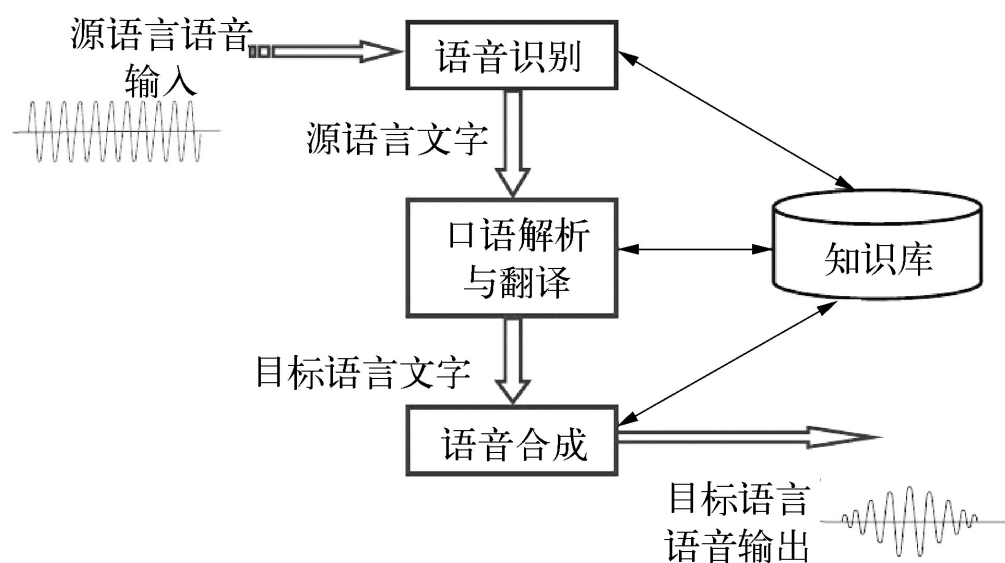 源语言语音
输入
语音识别
源语言文字
口语解析
与翻译
知识库
目标语言文字
语音合成
目标语言
语音输出